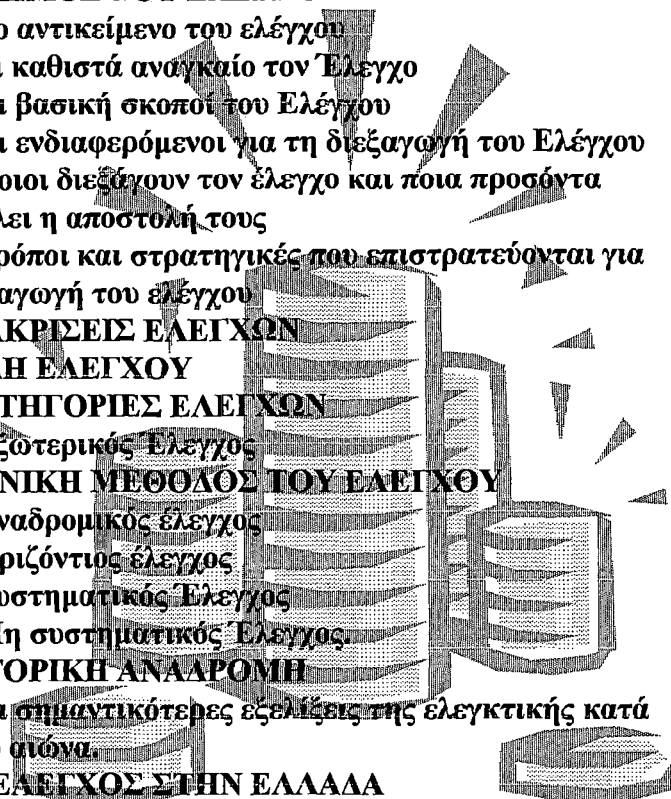 ο αντικείμενο του ελέγχου
ι καθιστά αναγκαίο τον Έλεγχο
ι βασική σκοποί του Ελέγχου
ι ενδιαφερόμενοι για τη διεξαγωγή του Ελέγχου
οιοι διεξάγουν τον έλεγχο και ποια προσόντα
λει η αποστολή τους
ρόποι και στρατηγικές που επιστρατεύονται για
αγωγή του ελέγχου
ΑΚΡΙΣΕΙΣ ΕΛΕΓΧΩΝ
ΔΗ ΕΛΕΓΧΟΥ
ΤΗΓΟΡΙΕΣ ΕΛΕΓΧΩΝ
ξωτερικός Έλεγχος
ΝΙΚΗ ΜΕΘΟΔΟΣ ΤΟΥ ΕΛΕΓΧΟΥ
ναδρομικός έλεγχος
ριζόντιος έλεγχος
υστηματικός Έλεγχος
Μη συστηματικός Έλεγχος.
ΤΟΡΙΚΗ ΑΝΑΔΡΟΜΗ
α σημαντικότερες εξελίξεις της ελεγκτικής κατά
ο αιώνα.
ΕΛΕΓΧΟΣ ΣΤΗΝ ΕΛΛΑΔΑ